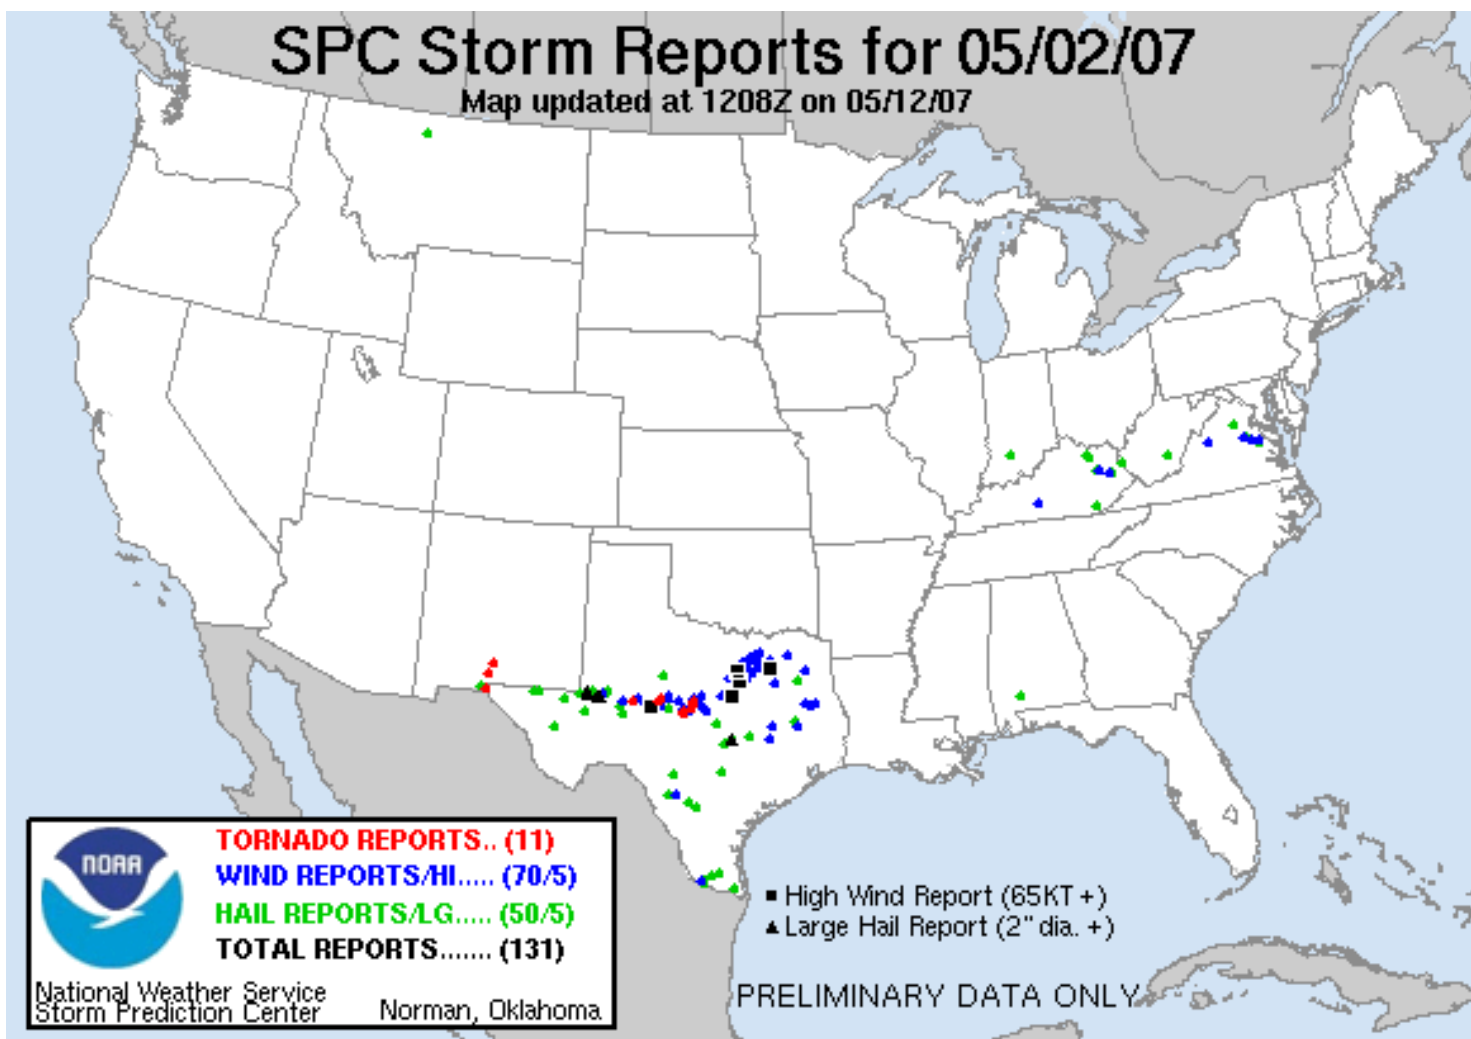 SPC Storm Reports for 05/02/07
Map updated at 1208Z on 05/12/07
NOAA
TORNADO REPORTS.. (11)
WIND REPORTS/HI..... (70/5)
HAIL REPORTS/LG..... (50/5)
TOTAL REPORTS....... (131)
National Weather Service
Storm Prediction Center
Norman, Oklahoma
High Wind Report (65KT +)
Large Hail Report (2" dia. +)
PRELIMINARY DATA ONLY